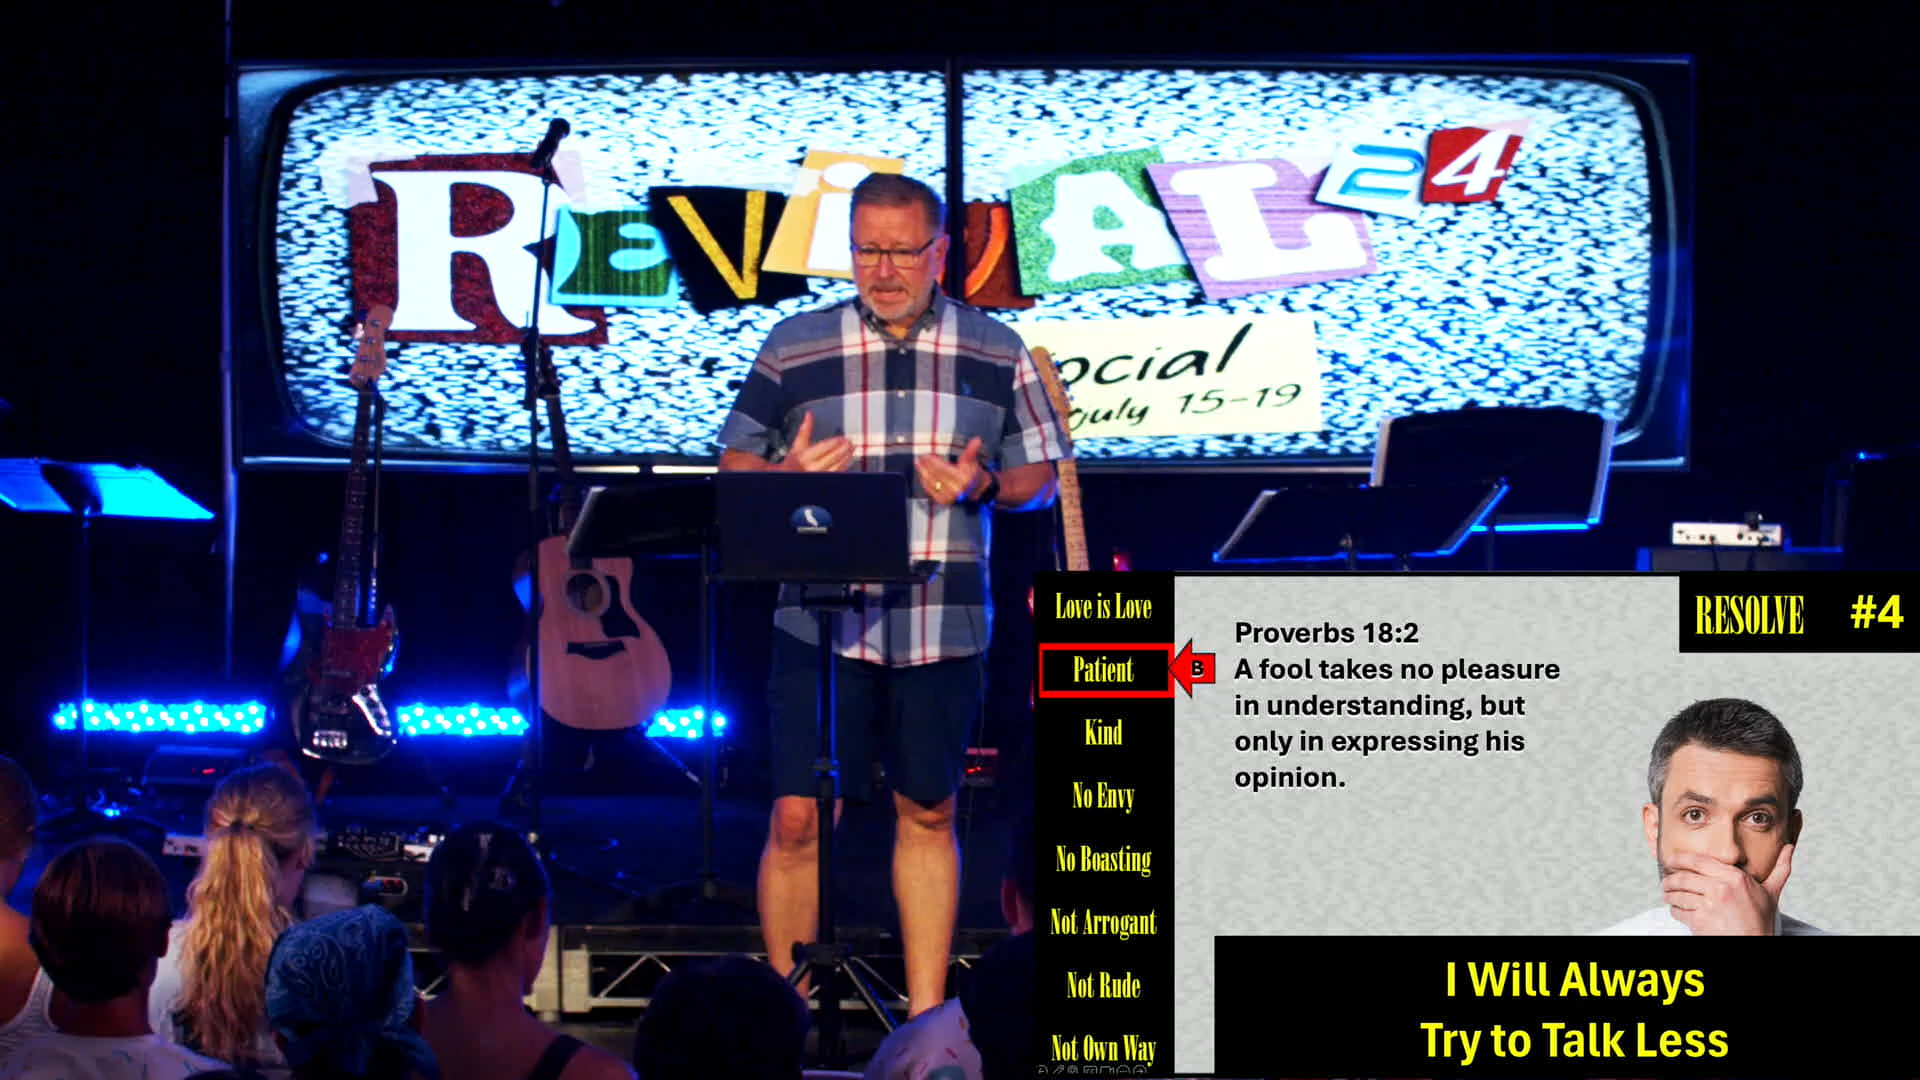 REViVAL 24
ocial
july 15-19
Love is Love
Patient
Kind
No Envy
No Boasting
Not Arrogant
Not Rude
Not Own Way
B
Proverbs 18:2
A fool takes no pleasure
in understanding, but
only in expressing his
opinion.
RESOLVE #4
I Will Always
Try to Talk Less